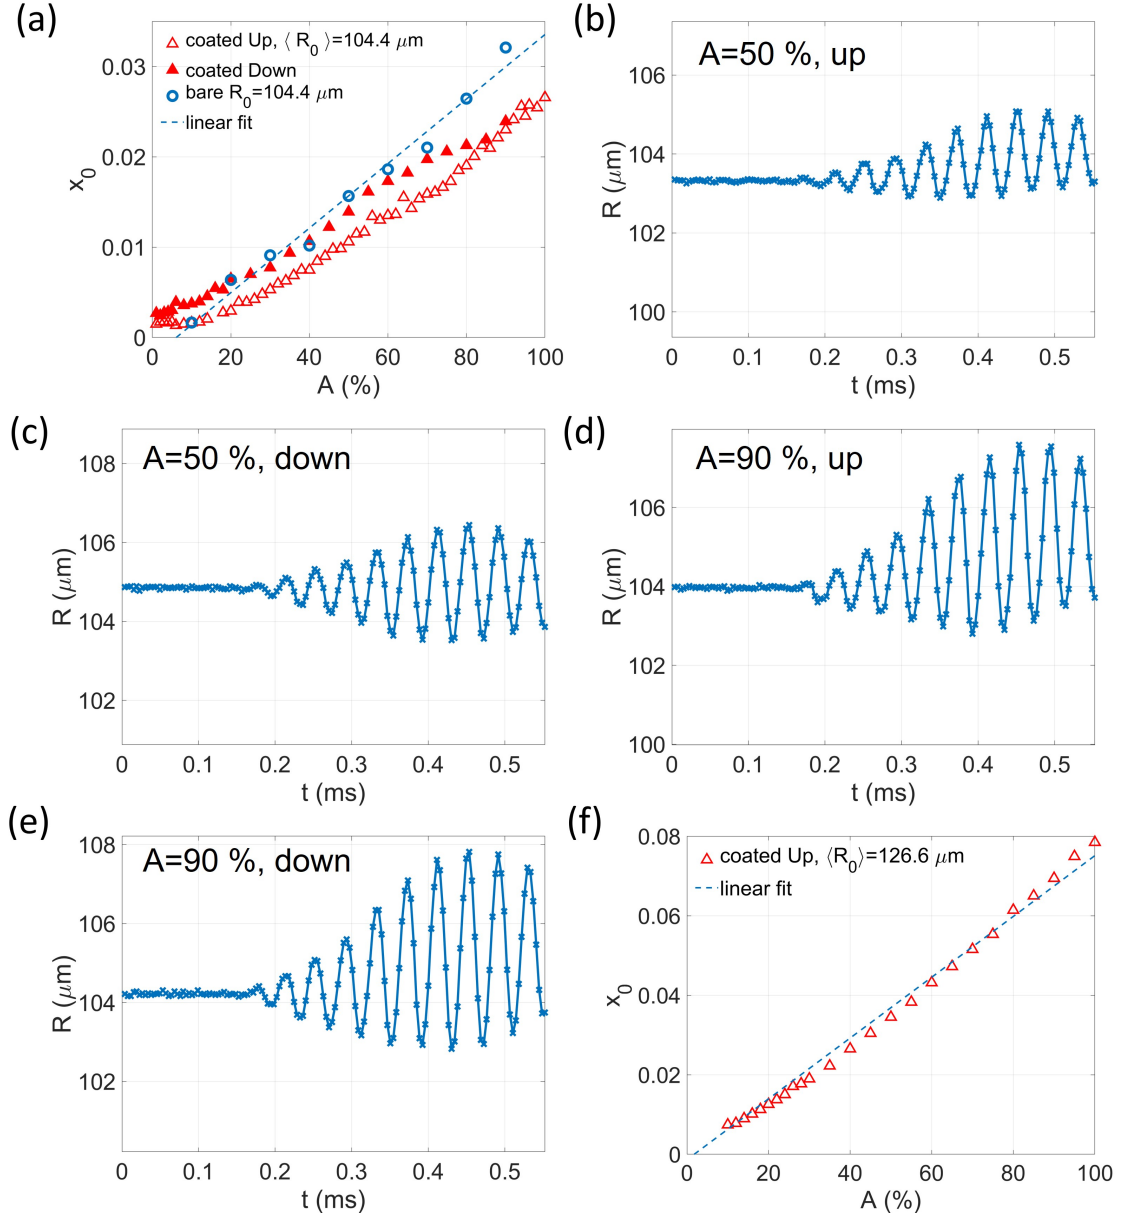 (a)
coated Up, ⟨ R₀ ⟩=104.4 μm
coated Down
bare R₀=104.4 μm
linear fit
x₀
0.03
0.02
0.01
0
0 20 40 60 80 100
A (%)
(b)
A=50 %, up
R (μm)
106
104
102
100
0 0.1 0.2 0.3 0.4 0.5
t (ms)
(c)
A=50 %, down
R (μm)
108
106
104
102
0 0.1 0.2 0.3 0.4 0.5
t (ms)
(d)
A=90 %, up
R (μm)
106
104
102
100
0 0.1 0.2 0.3 0.4 0.5
t (ms)
(e)
A=90 %, down
R (μm)
108
106
104
102
0 0.1 0.2 0.3 0.4 0.5
t (ms)
(f)
coated Up, ⟨R₀⟩=126.6 μm
linear fit
x₀
0.08
0.06
0.04
0.02
0
20 40 60 80 100
A (%)